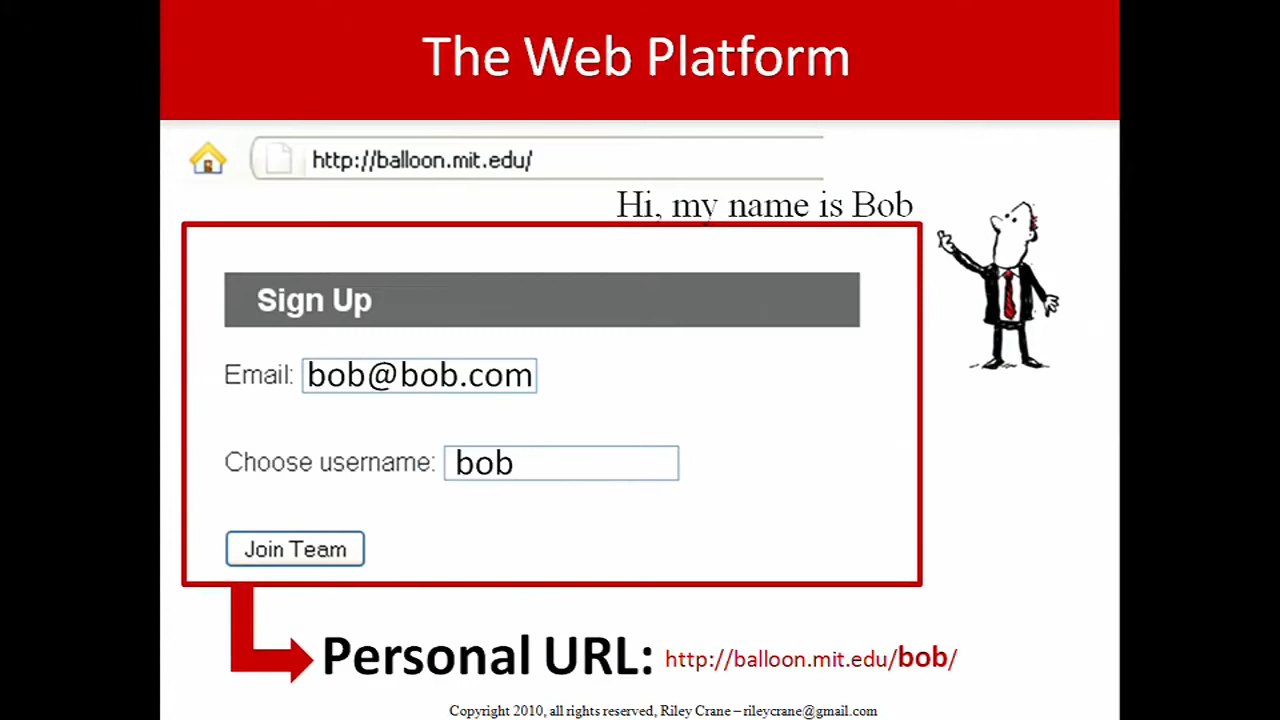 The Web Platform
http://balloon.mit.edu/
Hi, my name is Bob
Sign Up
Email: bob@bob.com
Choose username: bob
Join Team
Personal URL: http://balloon.mit.edu/bob/
Copyright 2010, all rights reserved, Riley Crane – rileycrane@gmail.com